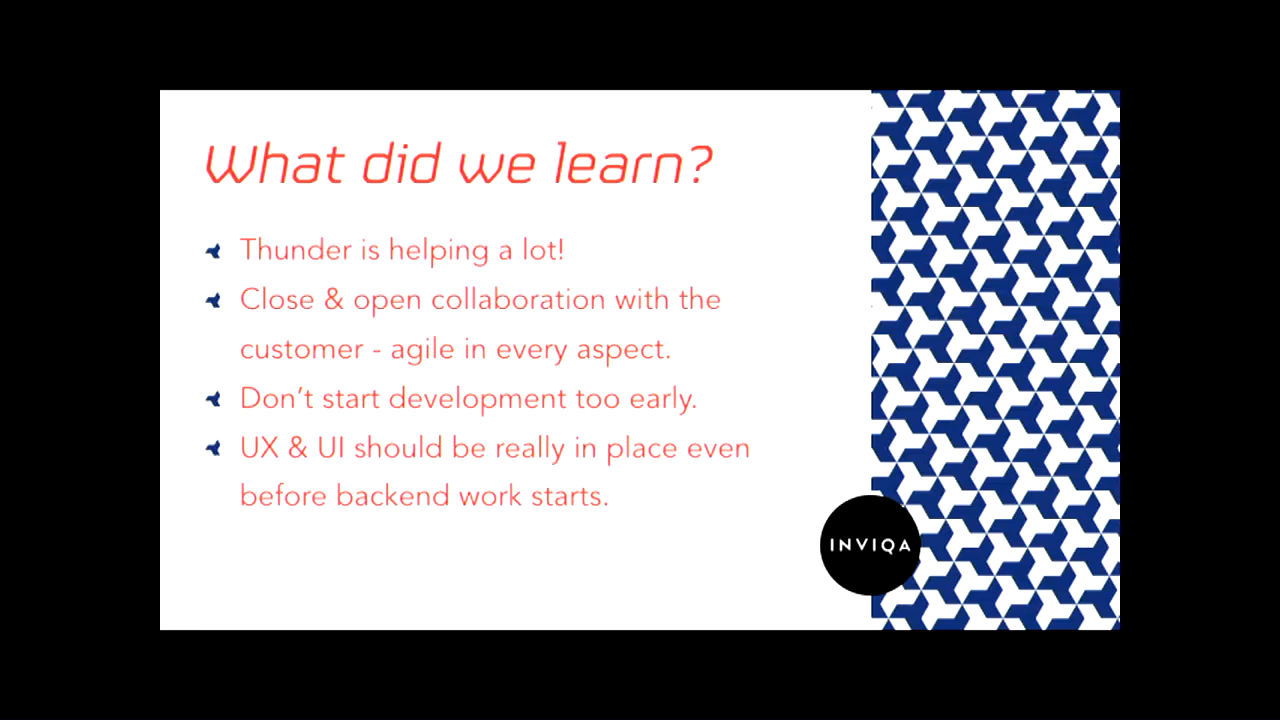 What did we learn?
Thunder is helping a lot!
Close & open collaboration with the
customer - agile in every aspect.
Don’t start development too early.
UX & UI should be really in place even
before backend work starts.
INVIQA